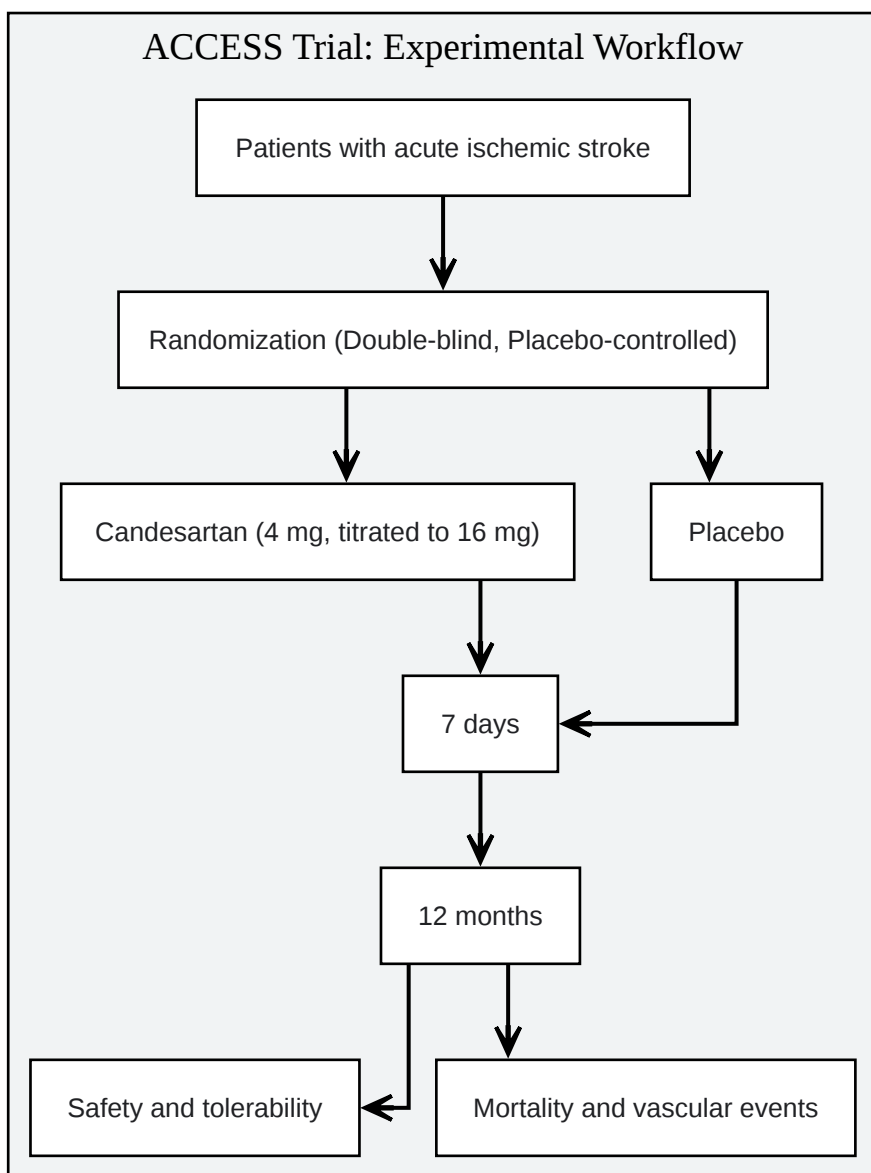 ACCESS Trial: Experimental Workflow
Patients with acute ischemic stroke
Randomization (Double-blind, Placebo-controlled)
Candesartan (4 mg, titrated to 16 mg)
Placebo
7 days
12 months
Safety and tolerability
Mortality and vascular events